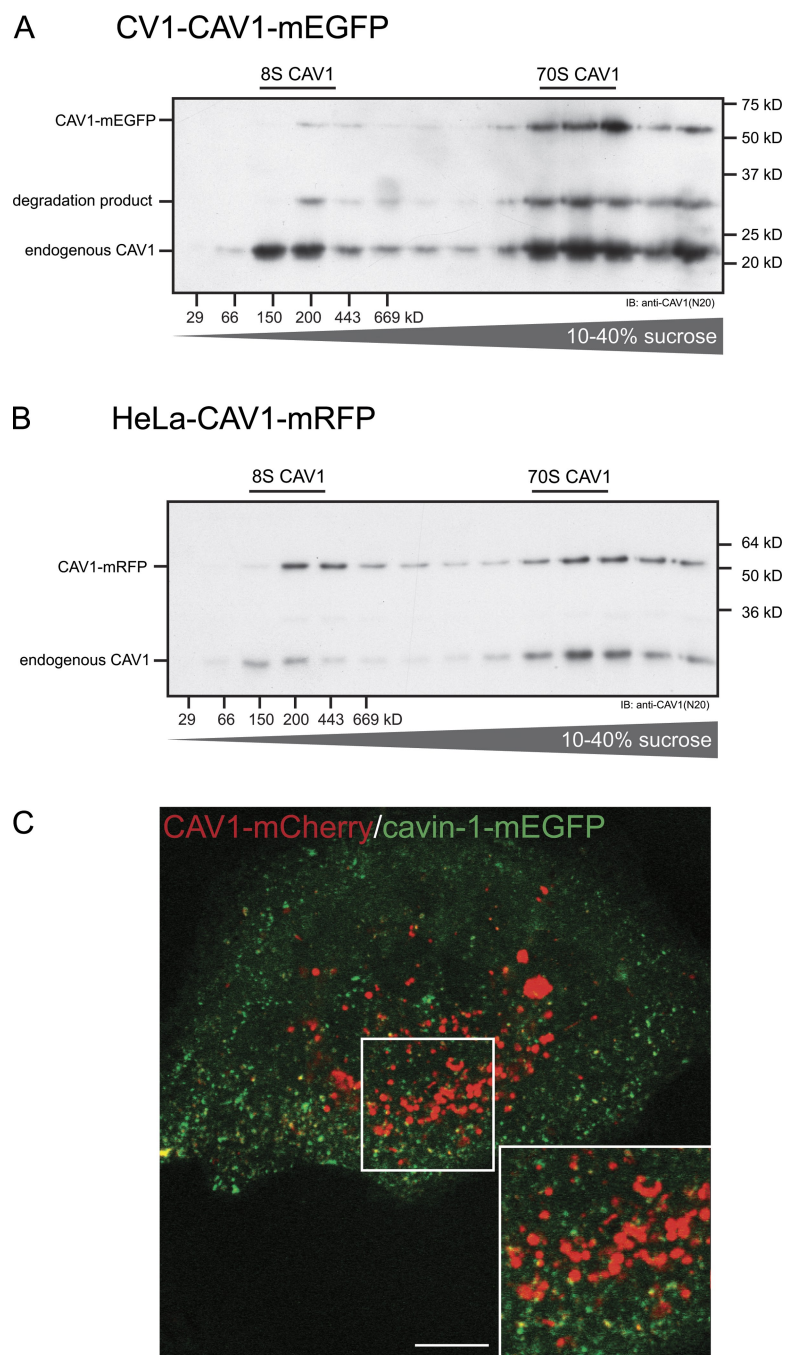 A CV1-CAV1-mEGFP
8S CAV1 70S CAV1
CAV1-mEGFP
degradation product
endogenous CAV1
75 kD
50 kD
37 kD
25 kD
20 kD
IB: anti-CAV1(N20)
29 66 150 200 443 669 kD
10-40% sucrose
B HeLa-CAV1-mRFP
8S CAV1 70S CAV1
CAV1-mRFP
endogenous CAV1
64 kD
50 kD
36 kD
IB: anti-CAV1(N20)
29 66 150 200 443 669 kD
10-40% sucrose
C
CAV1-mCherry/cavin-1-mEGFP